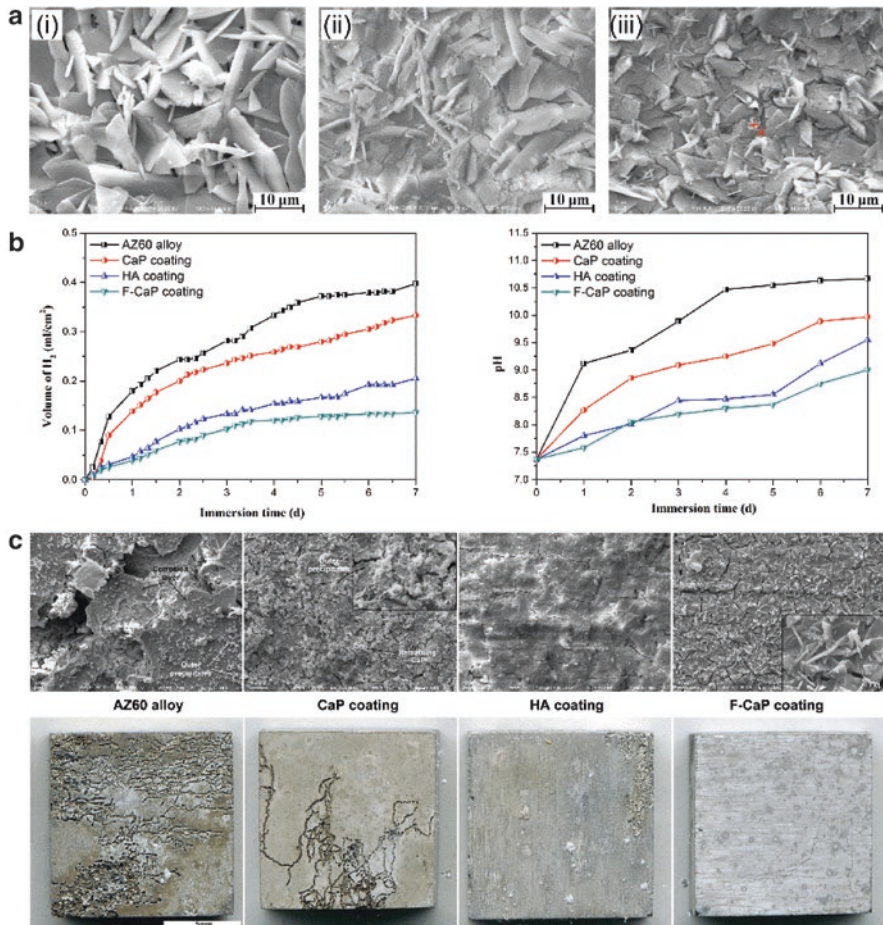 a
(i)
(ii)
(iii)
10 µm
10 µm
10 µm
b
AZ60 alloy
CaP coating
HA coating
F-CaP coating
Volume of H2 (ml/cm²)
0.5
0.4
0.3
0.2
0.1
0.0
0 1 2 3 4 5 6 7
Immersion time (d)
AZ60 alloy
CaP coating
HA coating
F-CaP coating
pH
11.5
11.0
10.5
10.0
9.5
9.0
8.5
8.0
7.5
7.0
0 1 2 3 4 5 6 7
Immersion time (d)
c
Outer
precipitates
AZ60 alloy
CaP coating
HA coating
F-CaP coating